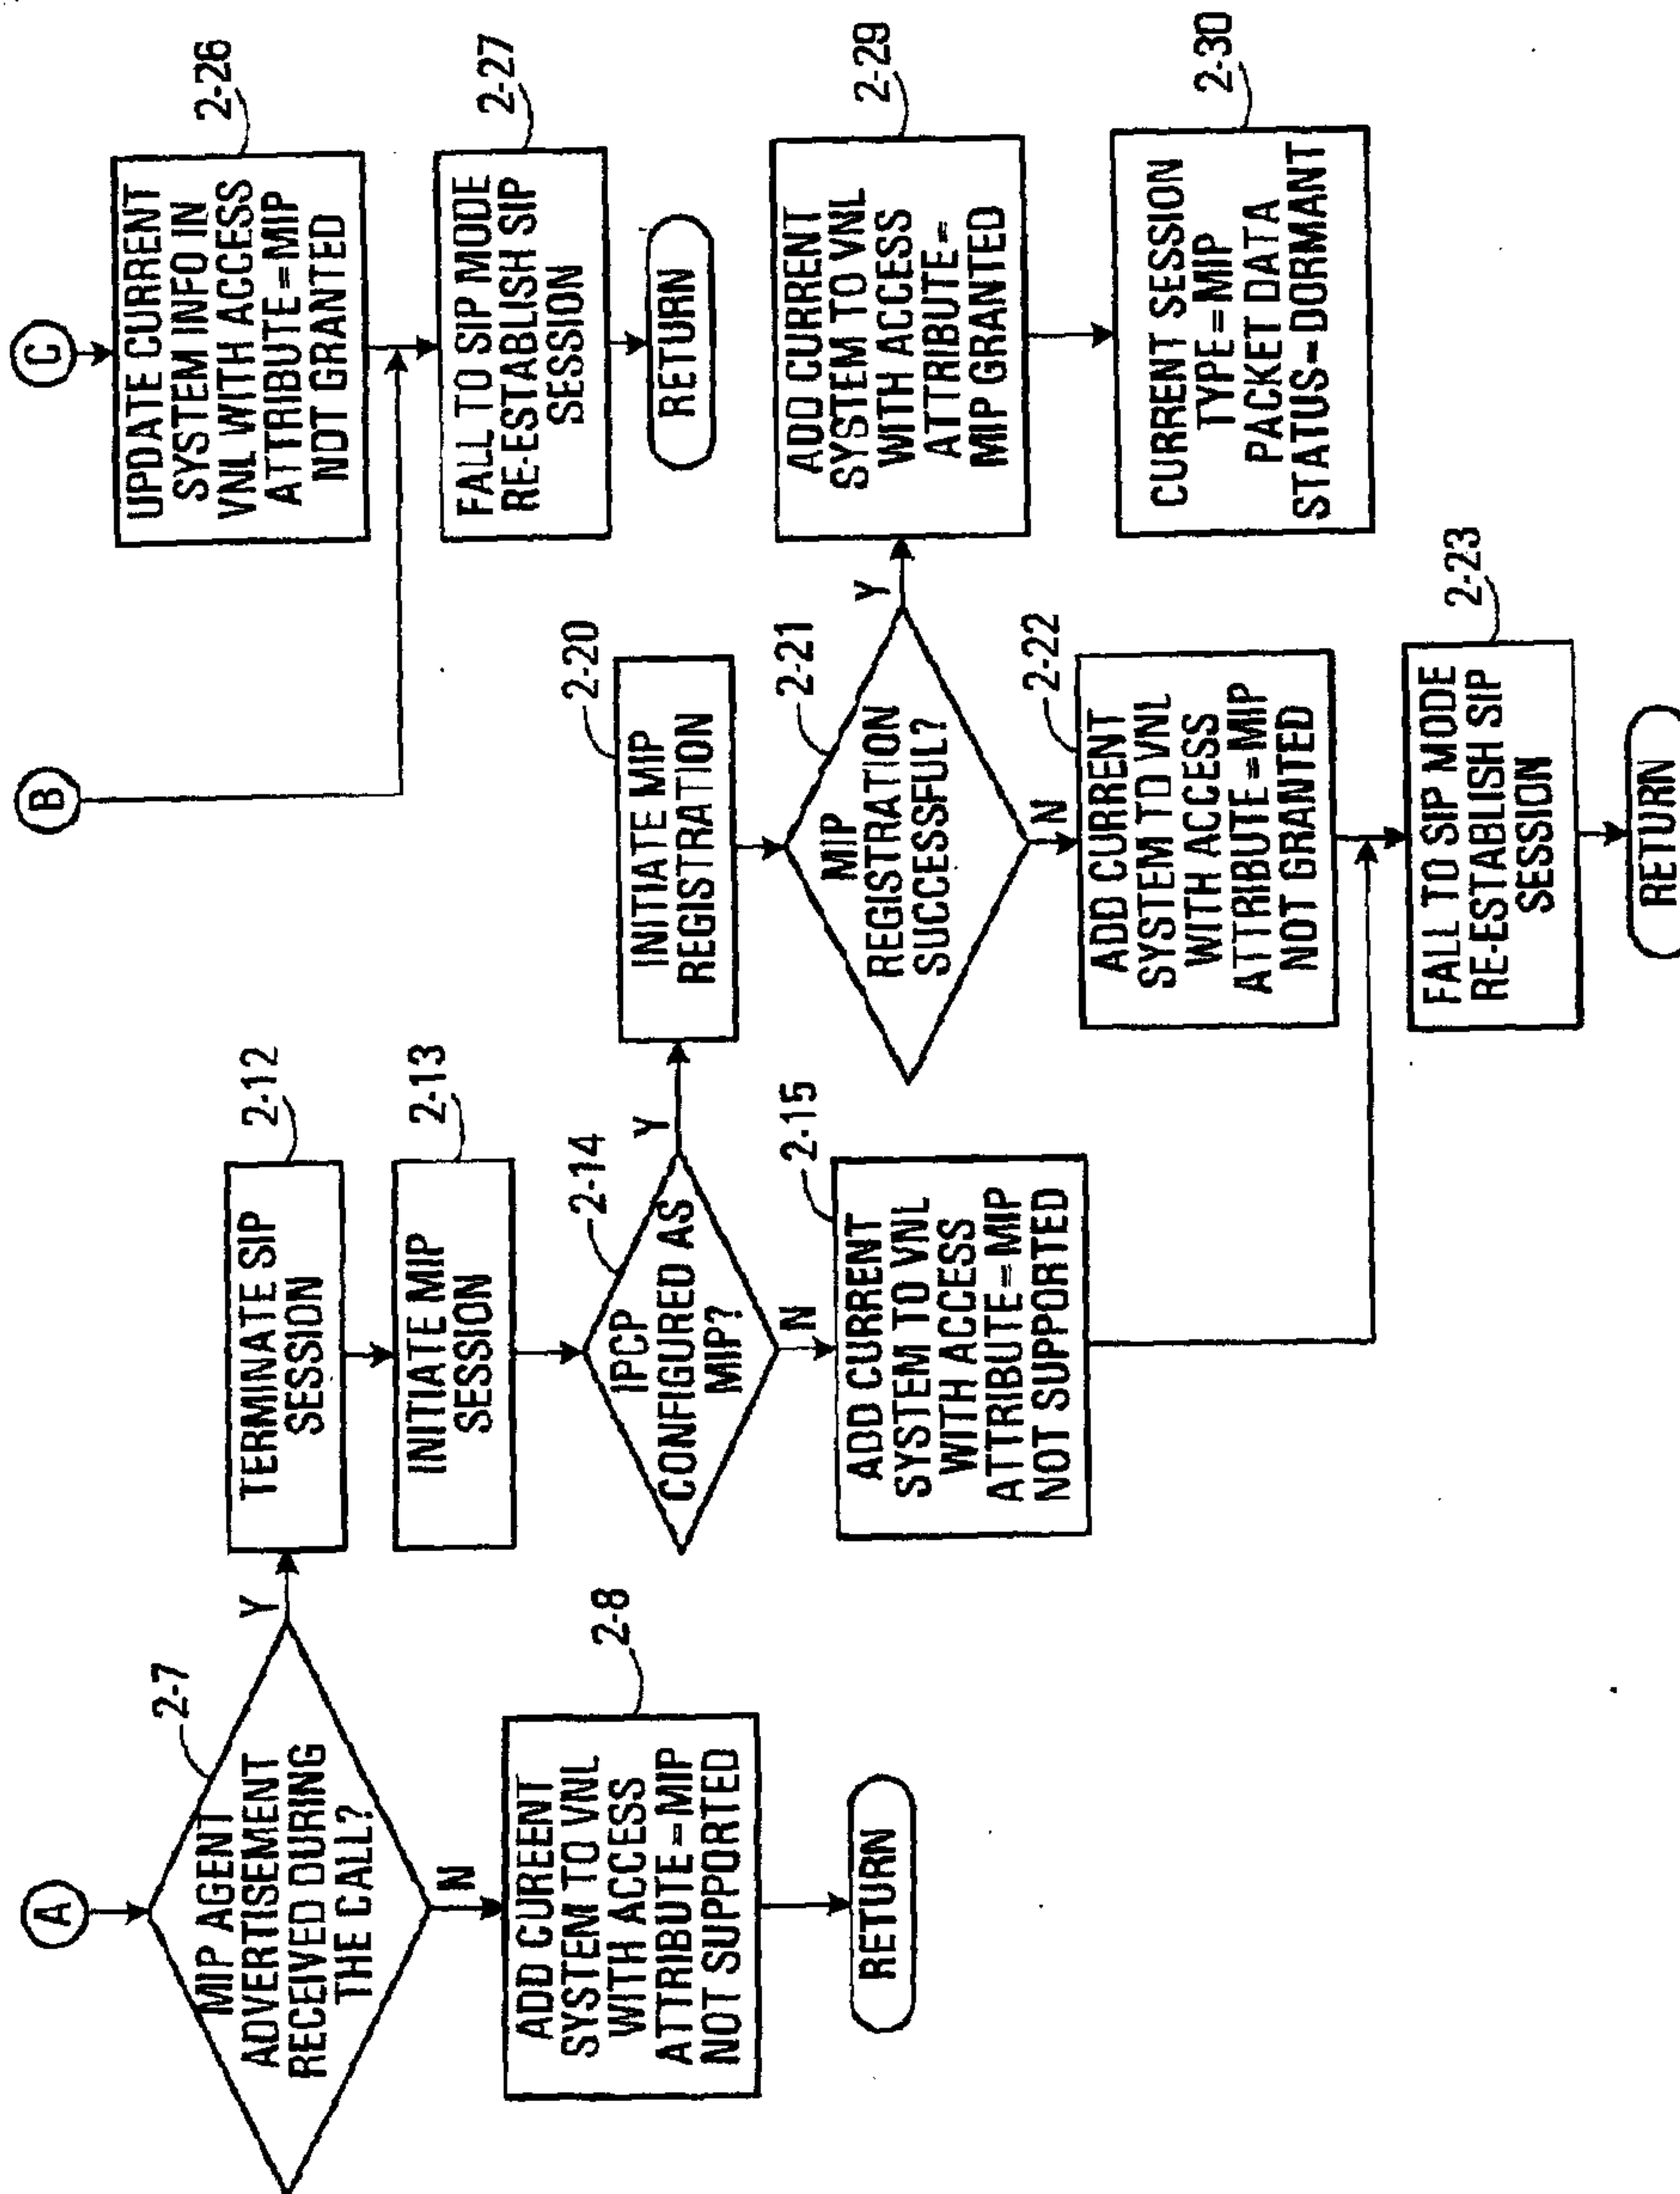 A
2-7
MIP AGENT
ADVERTISEMENT
RECEIVED DURING
THE CALL?
Y
N
2-8
ADD CURRENT
SYSTEM TO VNL
WITH ACCESS
ATTRIBUTE=MIP
NOT SUPPORTED
RETURN
2-12
TERMINATE SIP
SESSION
2-13
INITIATE MIP
SESSION
2-14
IPCP
CONFIGURED AS
MIP?
Y
N
2-15
ADD CURRENT
SYSTEM TO VNL
WITH ACCESS
ATTRIBUTE=MIP
NOT SUPPORTED
2-20
INITIATE MIP
REGISTRATION
2-21
MIP
REGISTRATION
SUCCESSFUL?
Y
N
2-22
ADD CURRENT
SYSTEM TO VNL
WITH ACCESS
ATTRIBUTE=MIP
NOT GRANTED
2-23
FALL TO SIP MODE
RE-ESTABLISH SIP
SESSION
RETURN
B
C
2-26
UPDATE CURRENT
SYSTEM INFO IN
VNL WITH ACCESS
ATTRIBUTE=MIP
NOT GRANTED
2-27
FALL TO SIP MODE
RE-ESTABLISH SIP
SESSION
RETURN
2-29
ADD CURRENT
SYSTEM TO VNL
WITH ACCESS
ATTRIBUTE=
MIP GRANTED
2-30
CURRENT SESSION
TYPE=MIP
PACKET DATA
STATUS=DORMANT